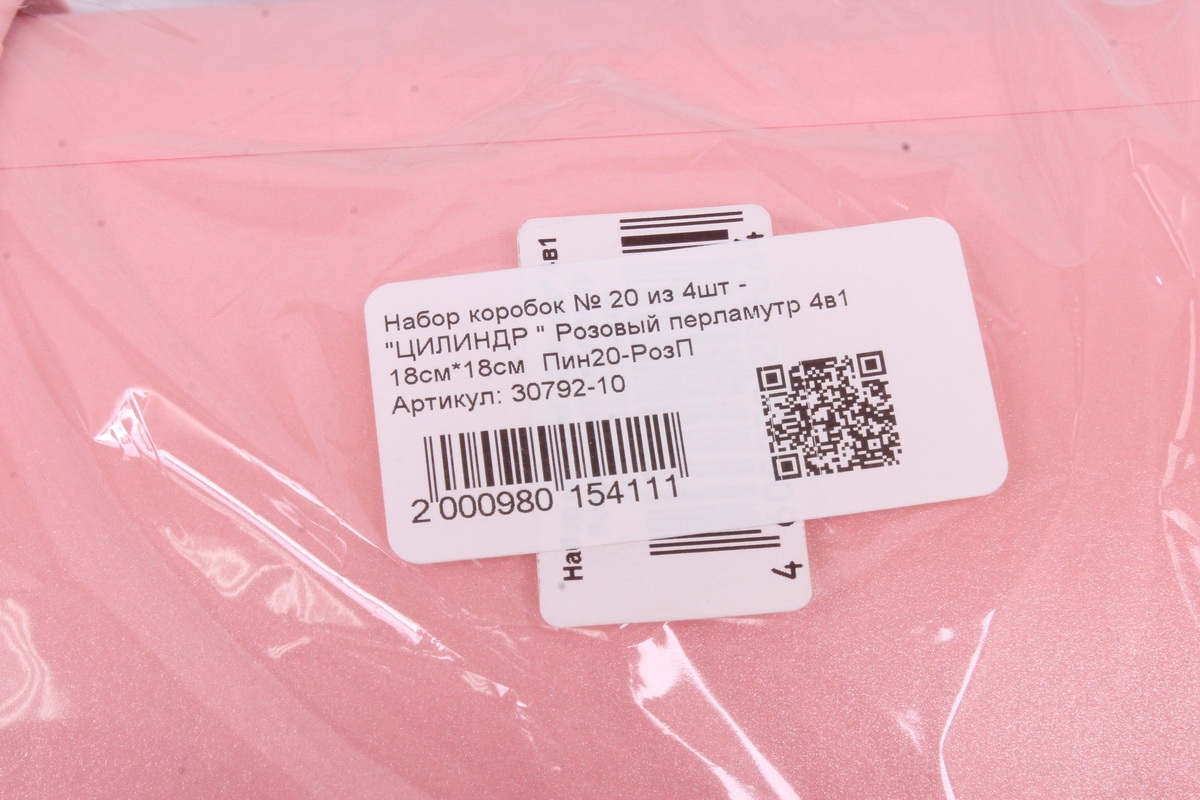 Набор коробок № 20 из 4шт -
"ЦИЛИНДР " Розовый перламутр 4в1
18см*18см Пин20-РозП
Артикул: 30792-10
2 000980 154111
4